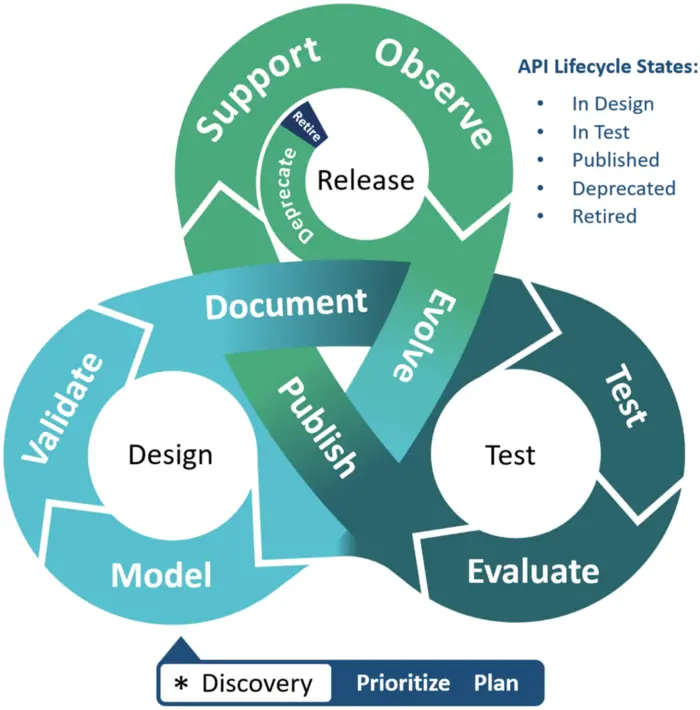 Support
Observe
API Lifecycle States:
• In Design
• In Test
• Published
• Deprecated
• Retired
Retire
Deprecate
Release
Document
Evolve
Validate
Publish
Test
Design
Test
Model
Evaluate
* Discovery Prioritize Plan